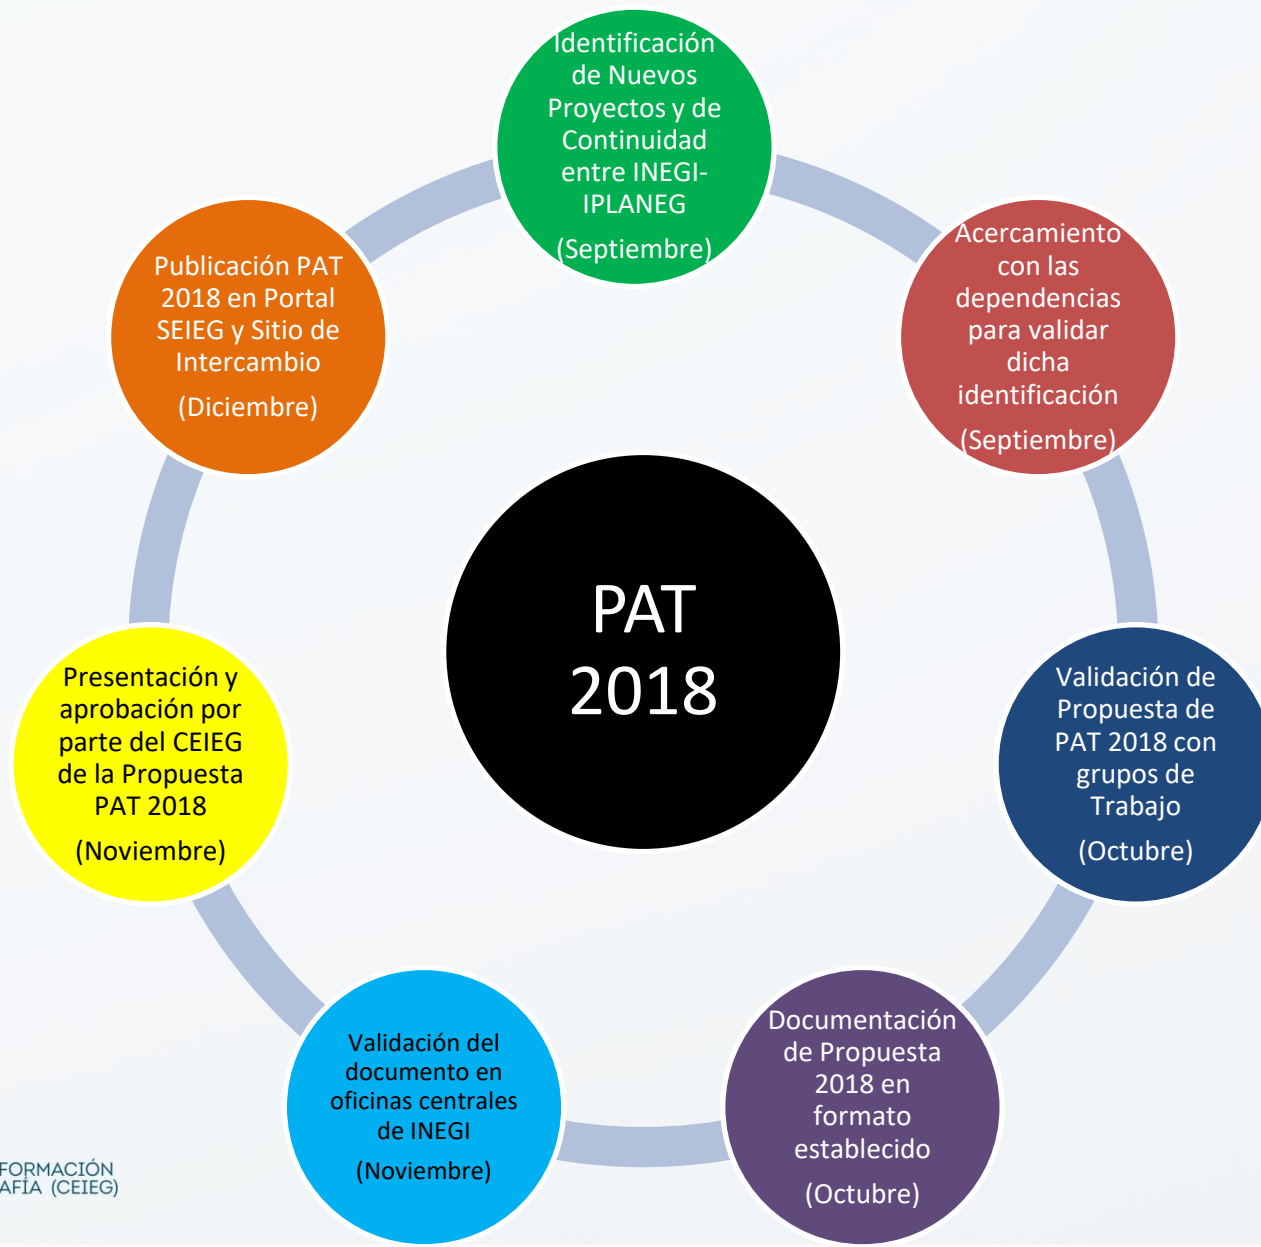 Identificación
de Nuevos
Proyectos y de
Continuidad
entre INEGI-
IPLANEG
(Septiembre)
Acercamiento
con las
dependencias
para validar
dicha
identificación
(Septiembre)
Validación de
Propuesta de
PAT 2018 con
grupos de
Trabajo
(Octubre)
Documentación
de Propuesta
2018 en
formato
establecido
(Octubre)
Validación del
documento en
oficinas centrales
de INEGI
(Noviembre)
Presentación y
aprobación por
parte del CEIEG
de la Propuesta
PAT 2018
(Noviembre)
Publicación PAT
2018 en Portal
SEIEG y Sitio de
Intercambio
(Diciembre)
PAT
2018
FORMACIÓN
AFÍA (CEIEG)